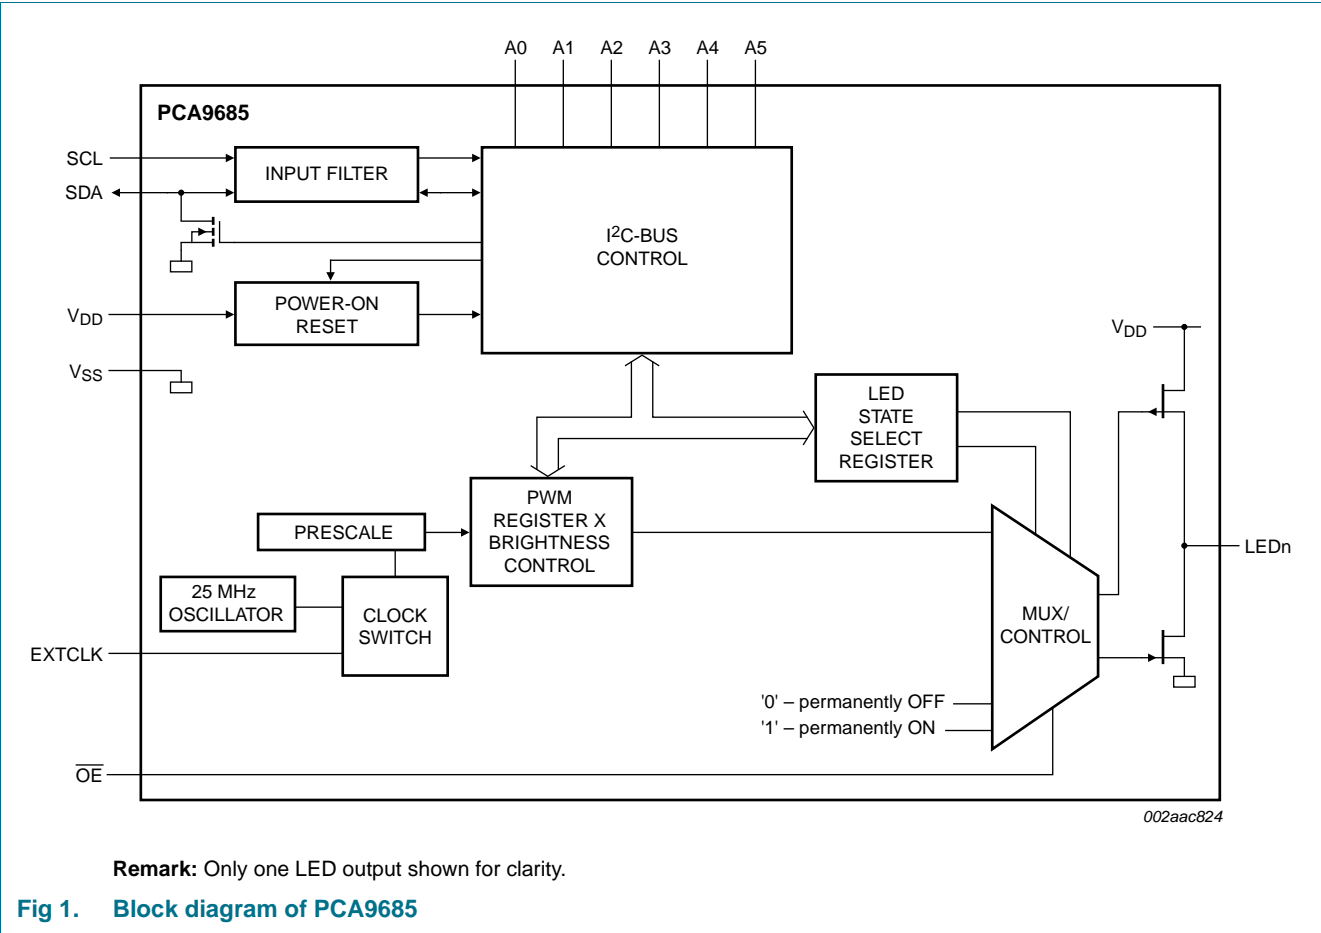 A0 A1 A2 A3 A4 A5
PCA9685
SCL
INPUT FILTER
SDA
I2C-BUS
CONTROL
POWER-ON
RESET
VDD
VSS
VDD
LED
STATE
SELECT
REGISTER
PWM
REGISTER X
BRIGHTNESS
CONTROL
PRESCALE
LEDn
25 MHz
OSCILLATOR
CLOCK
SWITCH
MUX/
CONTROL
EXTCLK
'0' – permanently OFF
'1' – permanently ON
OE
002aac824
Remark: Only one LED output shown for clarity.
Fig 1. Block diagram of PCA9685